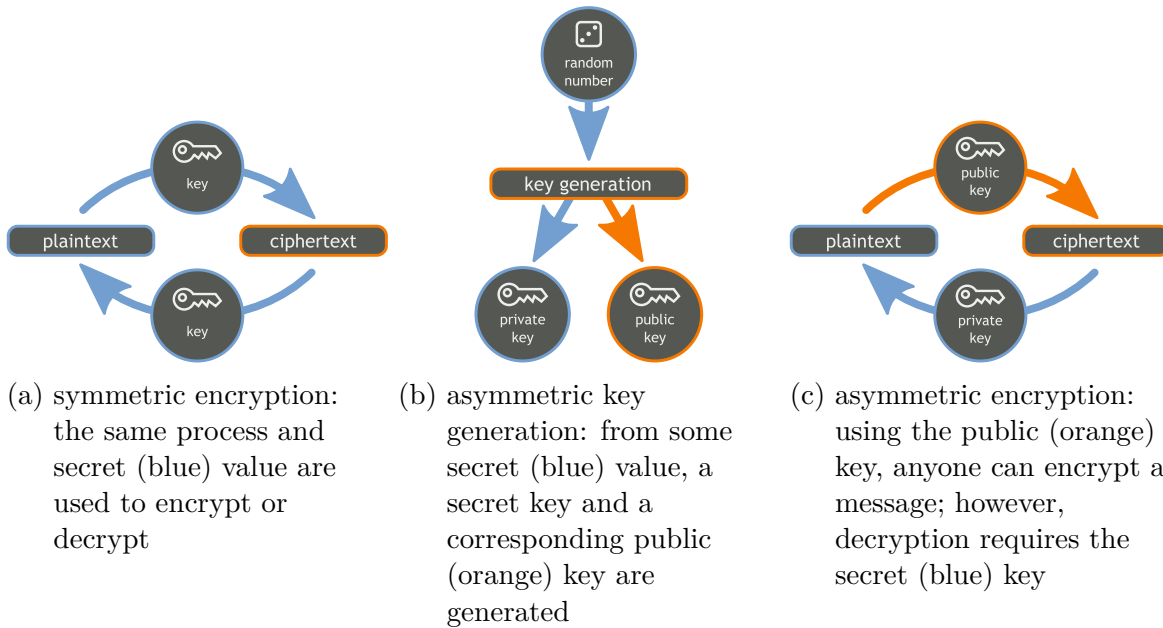 random
number
key
key generation
public
key
plaintext
ciphertext
plaintext
ciphertext
key
private
key
public
key
private
key
(a) symmetric encryption:
the same process and
secret (blue) value are
used to encrypt or
decrypt
(b) asymmetric key
generation: from some
secret (blue) value, a
secret key and a
corresponding public
(orange) key are
generated
(c) asymmetric encryption:
using the public (orange)
key, anyone can encrypt a
message; however,
decryption requires the
secret (blue) key